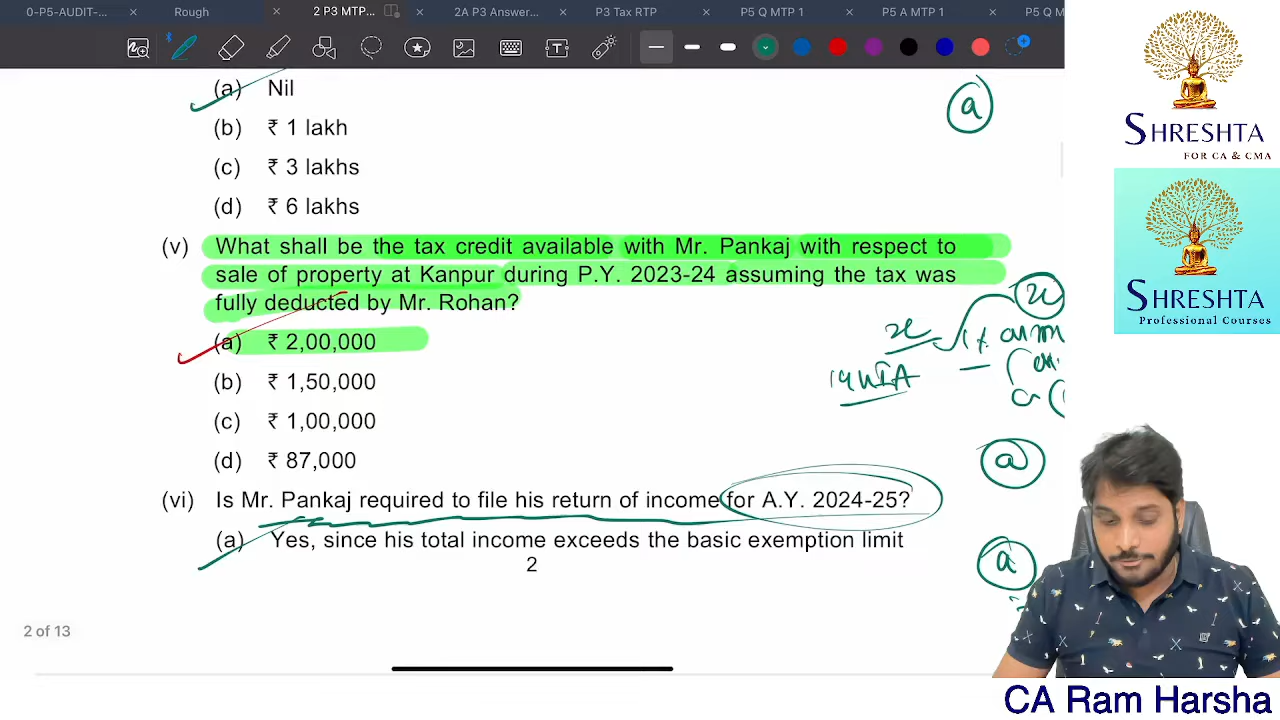 0-P5-AUDIT-...
Rough
2 P3 MTP...
2A P3 Answer...
P3 Tax RTP
P5 Q MTP 1
P5 A MTP 1
P5 Q M
(a) Nil
(b) ₹ 1 lakh
(c) ₹ 3 lakhs
(d) ₹ 6 lakhs
a
(v) What shall be the tax credit available with Mr. Pankaj with respect to
sale of property at Kanpur during P.Y. 2023-24 assuming the tax was
fully deducted by Mr. Rohan?
(a) ₹ 2,00,000
(b) ₹ 1,50,000
(c) ₹ 1,00,000
(d) ₹ 87,000
194IA
a
(vi) Is Mr. Pankaj required to file his return of income for A.Y. 2024-25?
(a) Yes, since his total income exceeds the basic exemption limit
a
2
2 of 13
SHRESHTA
FOR CA & CMA
SHRESHTA
Professional Courses
CA Ram Harsha